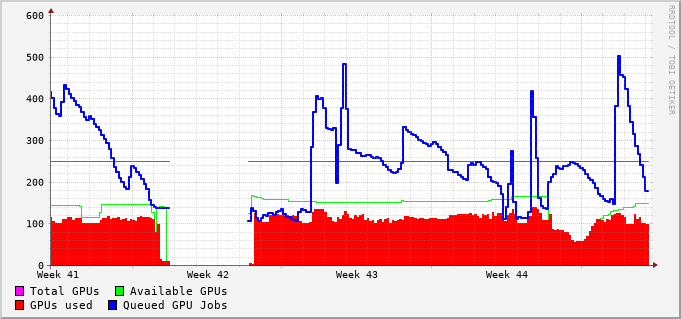 600
500
400
300
200
100
0
Week 41 Week 42 Week 43 Week 44
Total GPUs Available GPUs
GPUs used Queued GPU Jobs
RRDTOOL / TOBI OETIKER